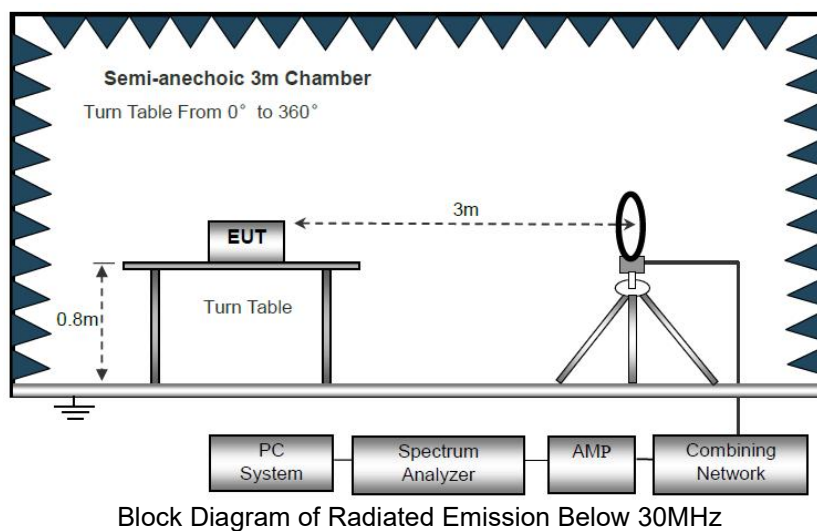 Semi-anechoic 3m Chamber
Turn Table From 0° to 360°
3m
EUT
Turn Table
0.8m
PC
System
Spectrum
Analyzer
AMP
Combining
Network
Block Diagram of Radiated Emission Below 30MHz